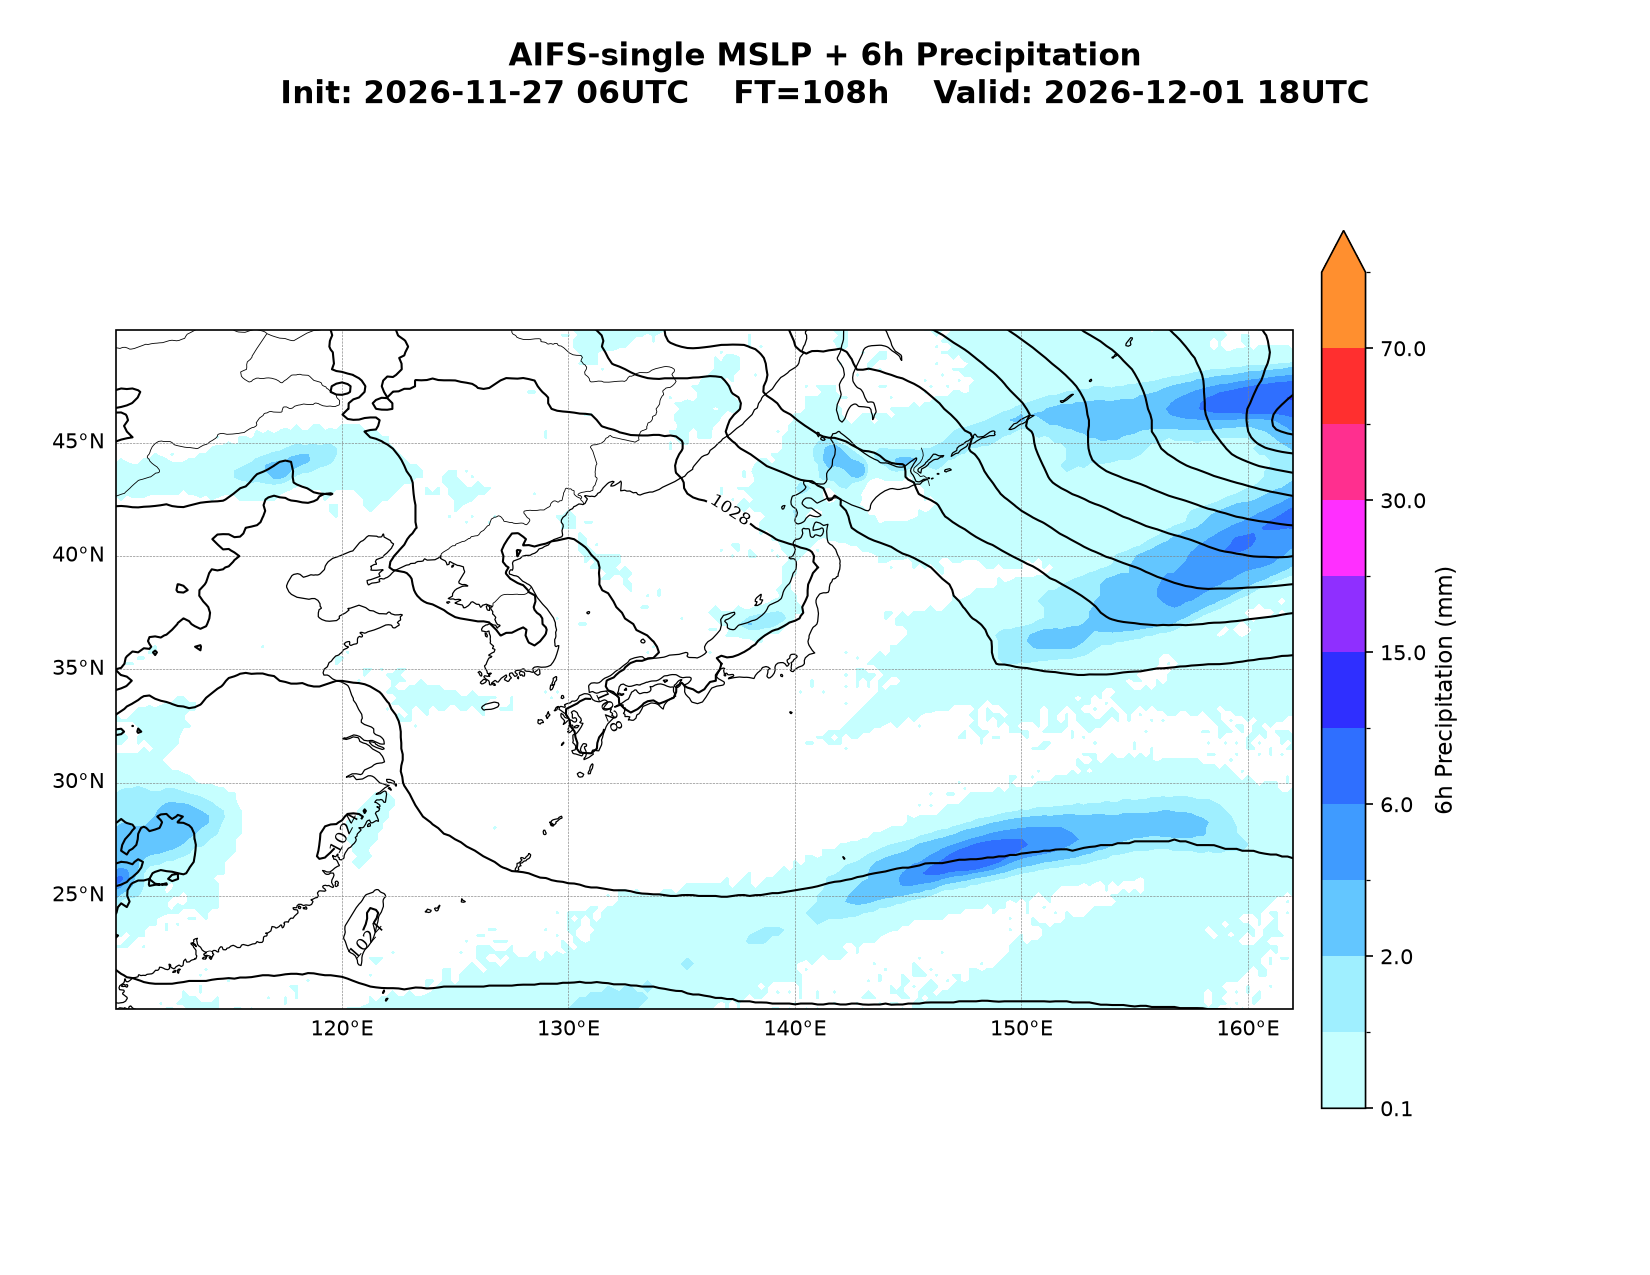 AIFS-single MSLP + 6h Precipitation
Init: 2026-11-27 06UTC    FT=108h    Valid: 2026-12-01 18UTC
45°N
40°N
35°N
30°N
25°N
120°E
130°E
140°E
150°E
160°E
1028
1024
1024
70.0
30.0
15.0
6.0
2.0
0.1
6h Precipitation (mm)